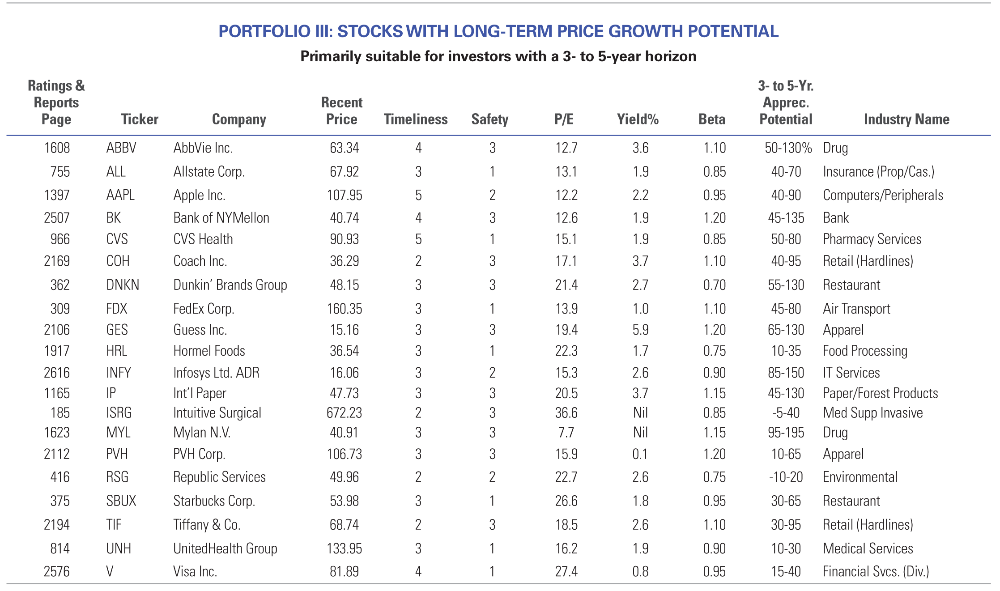 PORTFOLIO III: STOCKS WITH LONG-TERM PRICE GROWTH POTENTIAL
Primarily suitable for investors with a 3- to 5-year horizon
Ratings & Reports Page Ticker Company Recent Price Timeliness Safety P/E Yield% Beta 3- to 5-Yr. Apprec. Potential Industry Name
1608 ABBV AbbVie Inc. 63.34 4 3 12.7 3.6 1.10 50-130% Drug
755 ALL Allstate Corp. 67.92 3 1 13.1 1.9 0.85 40-70 Insurance (Prop/Cas.)
1397 AAPL Apple Inc. 107.95 5 2 12.2 2.2 0.95 40-90 Computers/Peripherals
2507 BK Bank of NYMellon 40.74 4 3 12.6 1.9 1.20 45-135 Bank
966 CVS CVS Health 90.93 5 1 15.1 1.9 0.85 50-80 Pharmacy Services
2169 COH Coach Inc. 36.29 2 3 17.1 3.7 1.10 40-95 Retail (Hardlines)
362 DNKN Dunkin’ Brands Group 48.15 3 3 21.4 2.7 0.70 55-130 Restaurant
309 FDX FedEx Corp. 160.35 3 1 13.9 1.0 1.10 45-80 Air Transport
2106 GES Guess Inc. 15.16 3 3 19.4 5.9 1.20 65-130 Apparel
1917 HRL Hormel Foods 36.54 3 1 22.3 1.7 0.75 10-35 Food Processing
2616 INFY Infosys Ltd. ADR 16.06 3 2 15.3 2.6 0.90 85-150 IT Services
1165 IP Int’l Paper 47.73 3 3 20.5 3.7 1.15 45-130 Paper/Forest Products
185 ISRG Intuitive Surgical 672.23 2 3 36.6 Nil 0.85 -5-40 Med Supp Invasive
1623 MYL Mylan N.V. 40.91 3 3 7.7 Nil 1.15 95-195 Drug
2112 PVH PVH Corp. 106.73 3 3 15.9 0.1 1.20 10-65 Apparel
416 RSG Republic Services 49.96 2 2 22.7 2.6 0.75 -10-20 Environmental
375 SBUX Starbucks Corp. 53.98 3 1 26.6 1.8 0.95 30-65 Restaurant
2194 TIF Tiffany & Co. 68.74 2 3 18.5 2.6 1.10 30-95 Retail (Hardlines)
814 UNH UnitedHealth Group 133.95 3 1 16.2 1.9 0.90 10-30 Medical Services
2576 V Visa Inc. 81.89 4 1 27.4 0.8 0.95 15-40 Financial Svcs. (Div.)